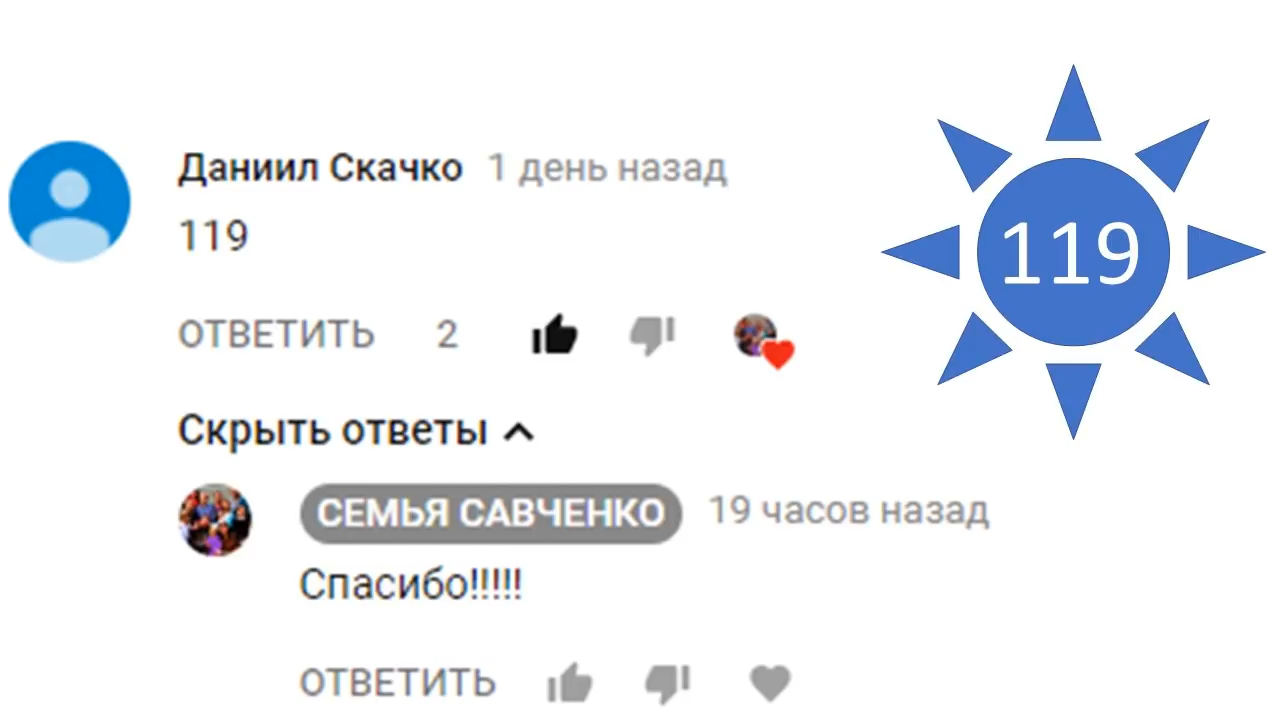 Даниил Скачко 1 день назад
119
ОТВЕТИТЬ 2
Скрыть ответы
СЕМЬЯ САВЧЕНКО 19 часов назад
Спасибо!!!!!
ОТВЕТИТЬ
119